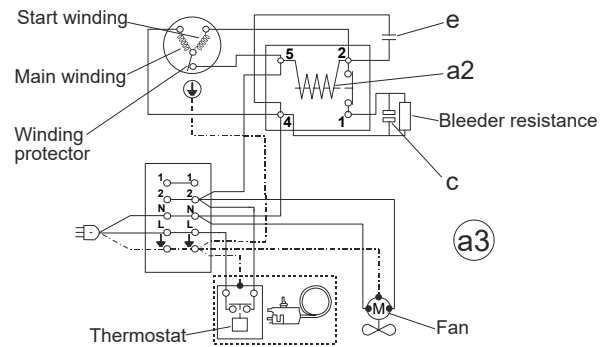 Start winding
e
5 2
Main winding
a2
Winding
protector
4 1
Bleeder resistance
c
1 1
2 2
N N
L L
a3
Thermostat
M
Fan